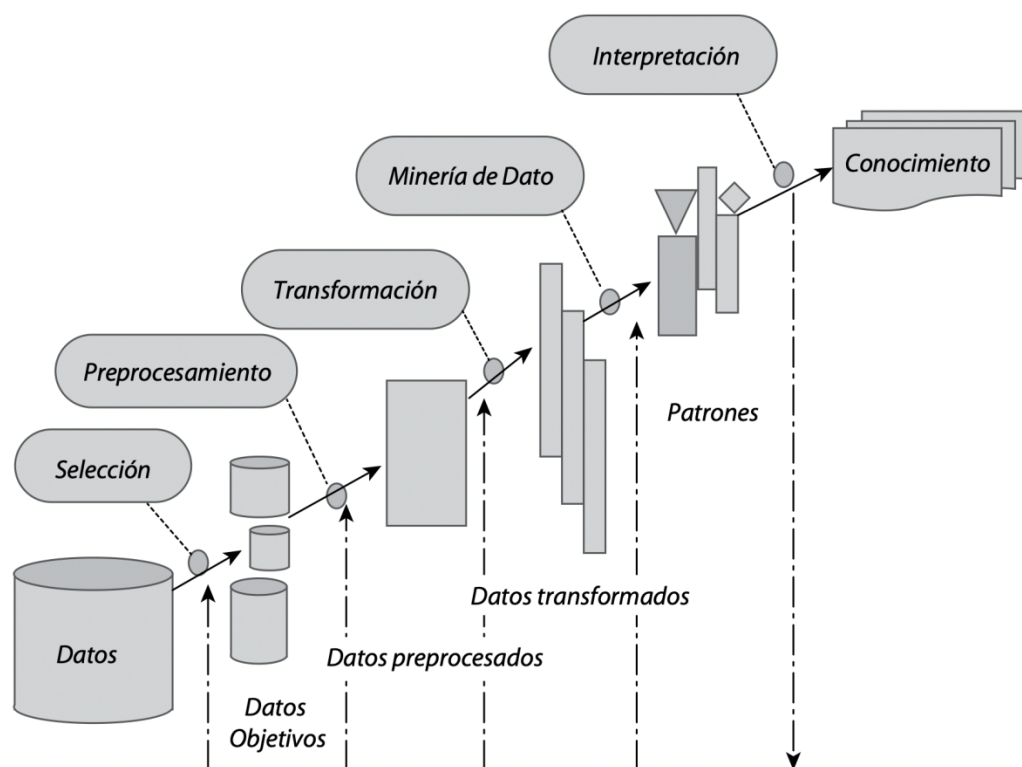 Interpretación
Conocimiento
Minería de Dato
Transformación
Preprocesamiento
Patrones
Selección
Datos transformados
Datos
Datos preprocesados
Datos
Objetivos